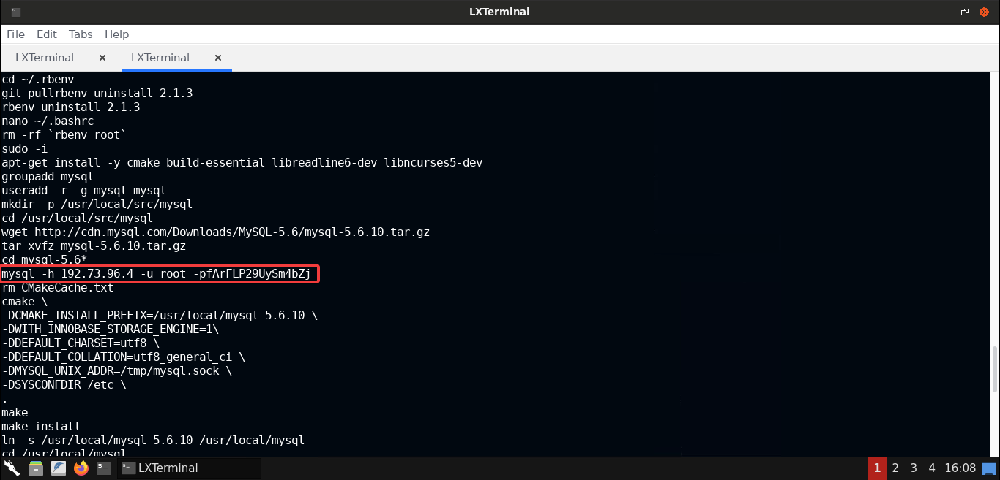 LXTerminal
File Edit Tabs Help
LXTerminal × LXTerminal ×
cd ~/.rbenv
git pullrbenv uninstall 2.1.3
rbenv uninstall 2.1.3
nano ~/.bashrc
rm -rf `rbenv root`
sudo -i
apt-get install -y cmake build-essential libreadline6-dev libncurses5-dev
groupadd mysql
useradd -r -g mysql mysql
mkdir -p /usr/local/src/mysql
cd /usr/local/src/mysql
wget http://cdn.mysql.com/Downloads/MySQL-5.6/mysql-5.6.10.tar.gz
tar xvfz mysql-5.6.10.tar.gz
cd mysql-5.6*
mysql -h 192.73.96.4 -u root -pfArFLP29UySm4bZj
rm CMakeCache.txt
cmake \
-DCMAKE_INSTALL_PREFIX=/usr/local/mysql-5.6.10 \
-DWITH_INNOBASE_STORAGE_ENGINE=1\
-DDEFAULT_CHARSET=utf8 \
-DDEFAULT_COLLATION=utf8_general_ci \
-DMYSQL_UNIX_ADDR=/tmp/mysql.sock \
-DSYSCONFDIR=/etc \
.
make
make install
ln -s /usr/local/mysql-5.6.10 /usr/local/mysql
cd /usr/local/mysql
$- $- LXTerminal 1 2 3 4 16:08